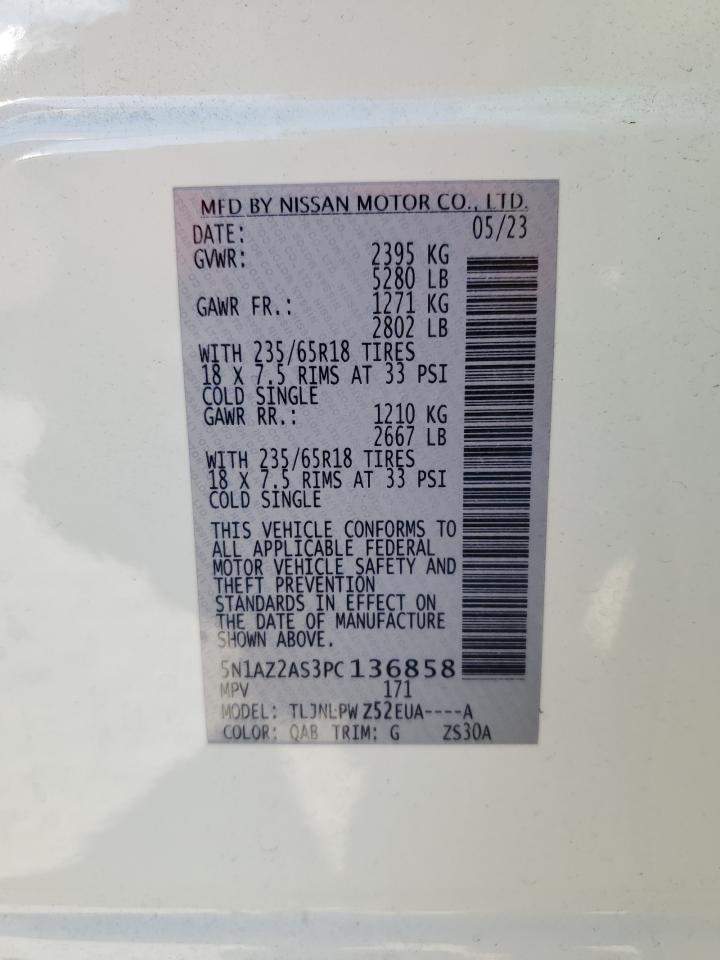 MFD BY NISSAN MOTOR CO., LTD.
DATE: 05/23
GVWR: 2395 KG
5280 LB
GAWR FR.: 1271 KG
2802 LB
WITH 235/65R18 TIRES
18 X 7.5 RIMS AT 33 PSI
COLD SINGLE
GAWR RR.: 1210 KG
2667 LB
WITH 235/65R18 TIRES
18 X 7.5 RIMS AT 33 PSI
COLD SINGLE
THIS VEHICLE CONFORMS TO
ALL APPLICABLE FEDERAL
MOTOR VEHICLE SAFETY AND
THEFT PREVENTION
STANDARDS IN EFFECT ON
THE DATE OF MANUFACTURE
SHOWN ABOVE.
5N1AZ2AS3PC136858
MPV 171
MODEL: TLJNLPW Z52EUA----A
COLOR: QAB TRIM: G ZS30A